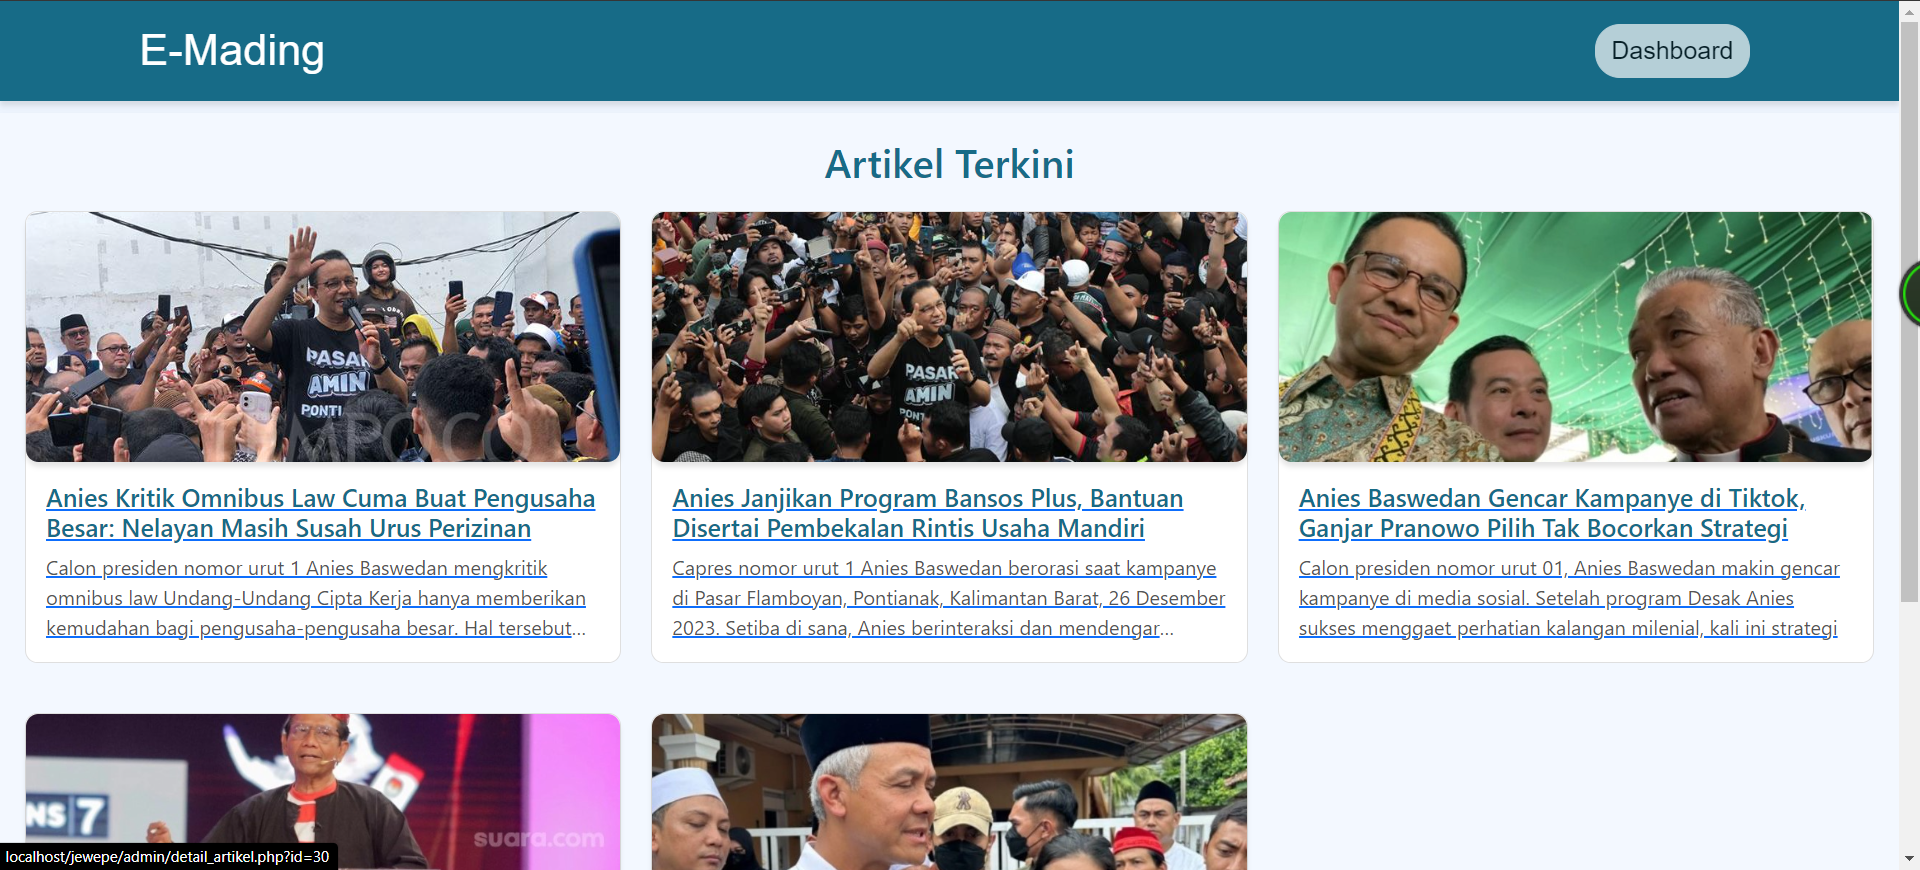 E-Mading
Dashboard
Artikel Terkini
PASAR
AMIN
PONTI
TEMPO.CO
PASAR
AMIN
PONTI
Anies Kritik Omnibus Law Cuma Buat Pengusaha
Besar: Nelayan Masih Susah Urus Perizinan
Calon presiden nomor urut 1 Anies Baswedan mengkritik
omnibus law Undang-Undang Cipta Kerja hanya memberikan
kemudahan bagi pengusaha-pengusaha besar. Hal tersebut...
Anies Janjikan Program Bansos Plus, Bantuan
Disertai Pembekalan Rintis Usaha Mandiri
Capres nomor urut 1 Anies Baswedan berorasi saat kampanye
di Pasar Flamboyan, Pontianak, Kalimantan Barat, 26 Desember
2023. Setiba di sana, Anies berinteraksi dan mendengar...
Anies Baswedan Gencar Kampanye di Tiktok,
Ganjar Pranowo Pilih Tak Bocorkan Strategi
Calon presiden nomor urut 01, Anies Baswedan makin gencar
kampanye di media sosial. Setelah program Desak Anies
sukses menggaet perhatian kalangan milenial, kali ini strategi
NS 7
suara.com
localhost/jewepe/admin/detail_artikel.php?id=30